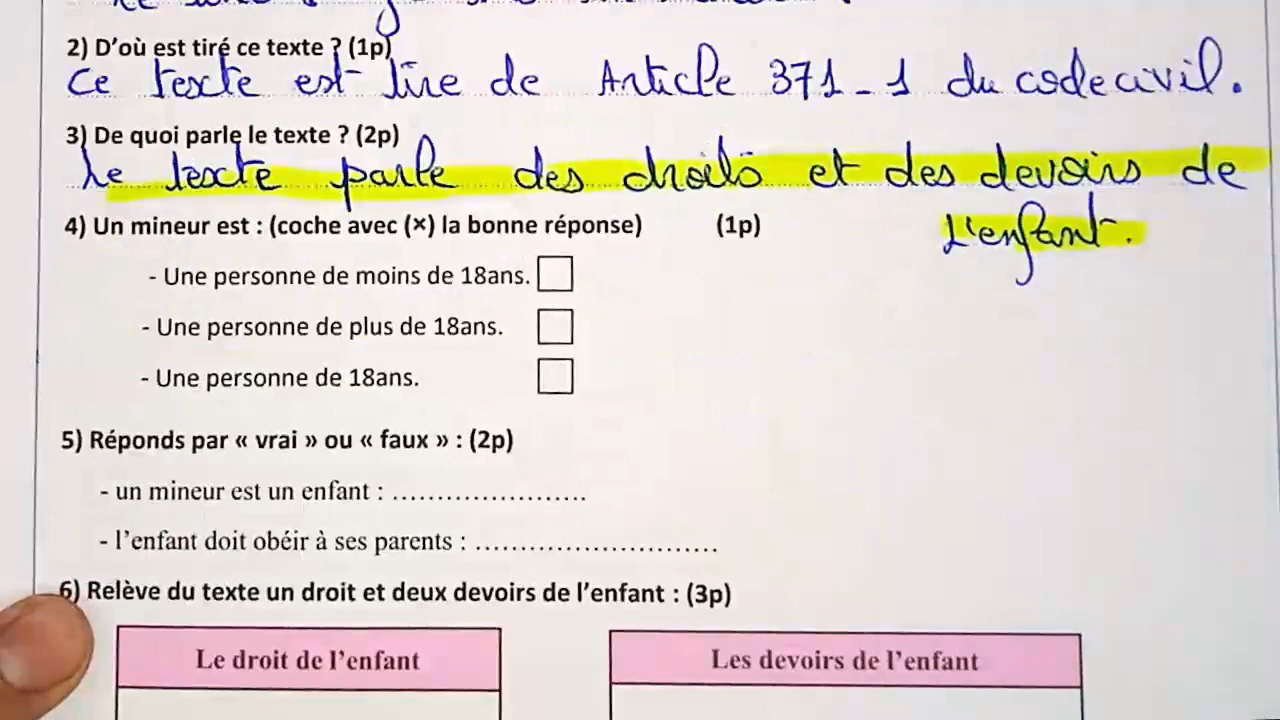 2) D'où est tiré ce texte ? (1p)
Ce texte est tire de Article 371-1 du code civil.
3) De quoi parle le texte ? (2p)
Le texte parle des droits et des devoirs de
L'enfant.
4) Un mineur est : (coche avec (×) la bonne réponse) (1p)
- Une personne de moins de 18ans.
- Une personne de plus de 18ans.
- Une personne de 18ans.
5) Réponds par « vrai » ou « faux » : (2p)
- un mineur est un enfant : ......................
- l'enfant doit obéir à ses parents : ...........................
6) Relève du texte un droit et deux devoirs de l'enfant : (3p)
Le droit de l'enfant
Les devoirs de l'enfant